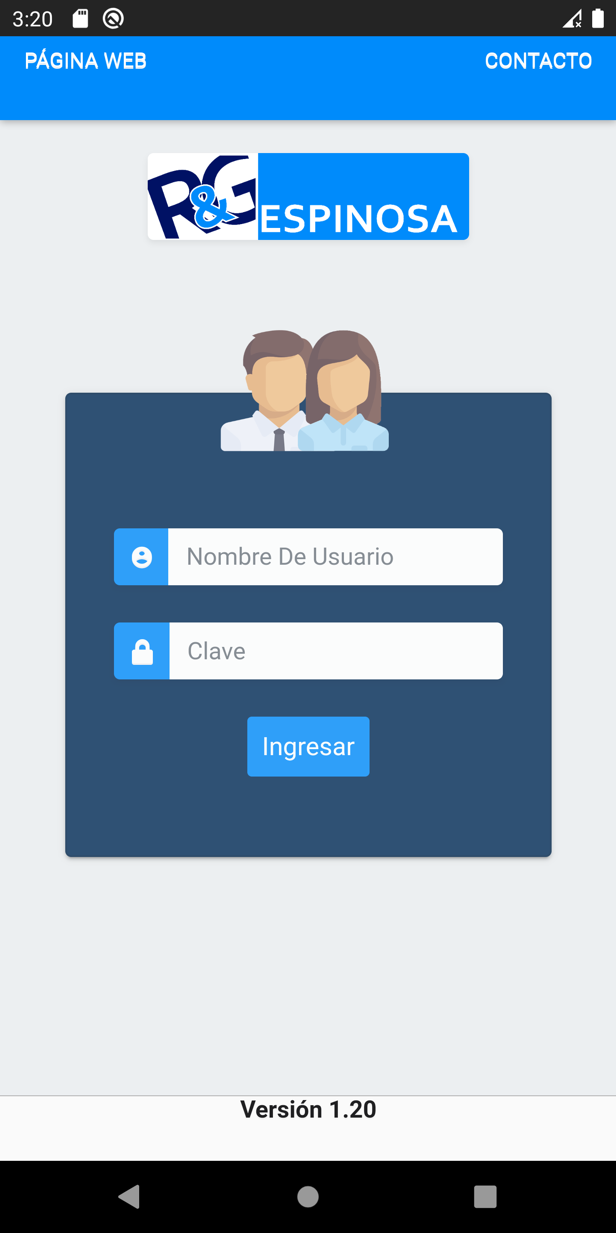 3:20
PÁGINA WEB
CONTACTO
R&G ESPINOSA
Nombre De Usuario
Clave
Ingresar
Versión 1.20